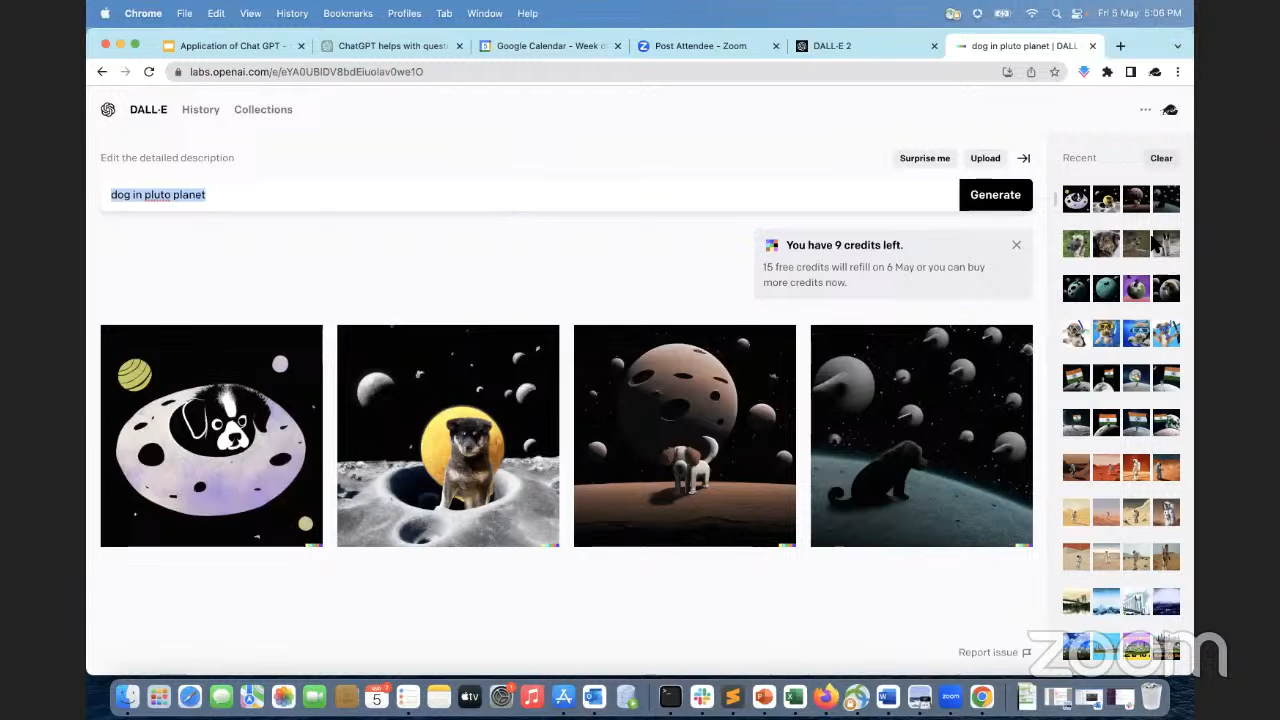 Chrome File Edit View History Bookmarks Profiles Tab Window Help Fri 5 May 5:06 PM
Application of Chat GPT - ChatGPT helps with quest Google Calendar - Week o Post Attendee - Zoom DALL·E 2 dog in pluto planet | DALL
labs.openai.com/e/
DALL·E History Collections
Edit the detailed description Surprise me Upload Recent Clear
dog in pluto planet Generate
You have 9 credits left.
15 free credits will refill on 6 May or you can buy
more credits now.
Report issue
zoom
tv 5 zoom